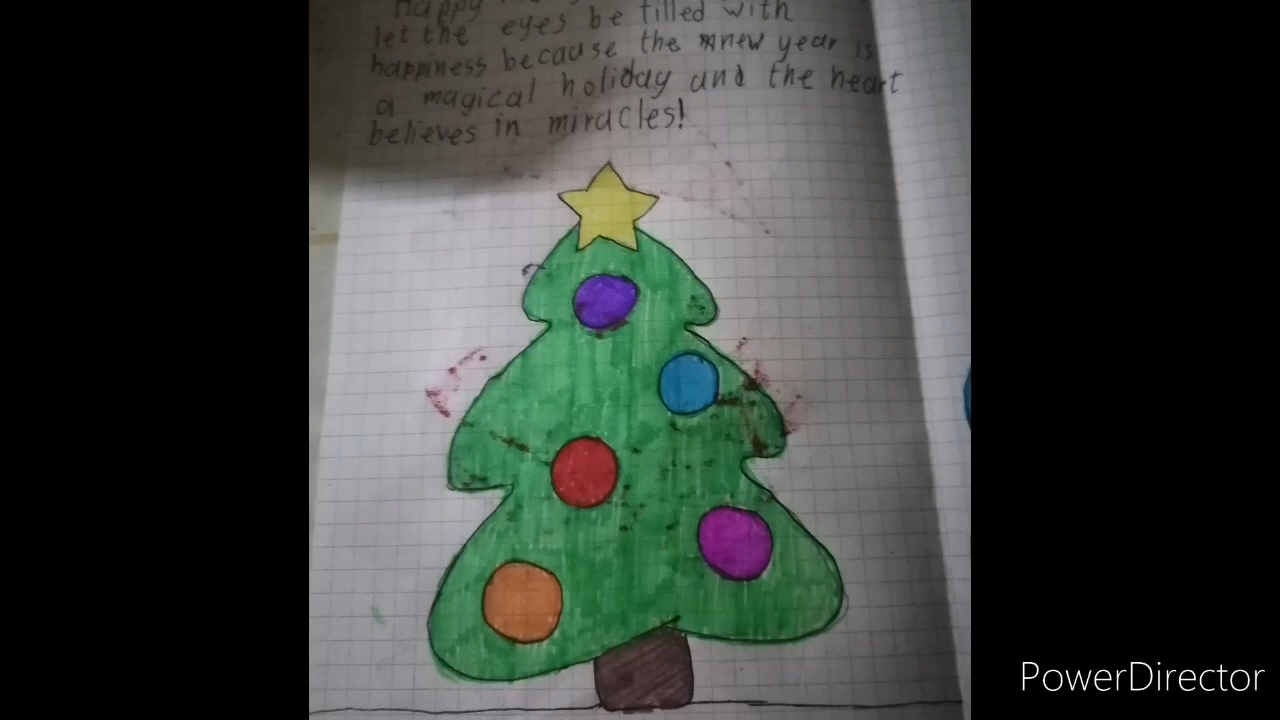 Happy
let the eyes be filled with
happiness because the mnew year is
a magical holiday and the heart
believes in miracles!
PowerDirector